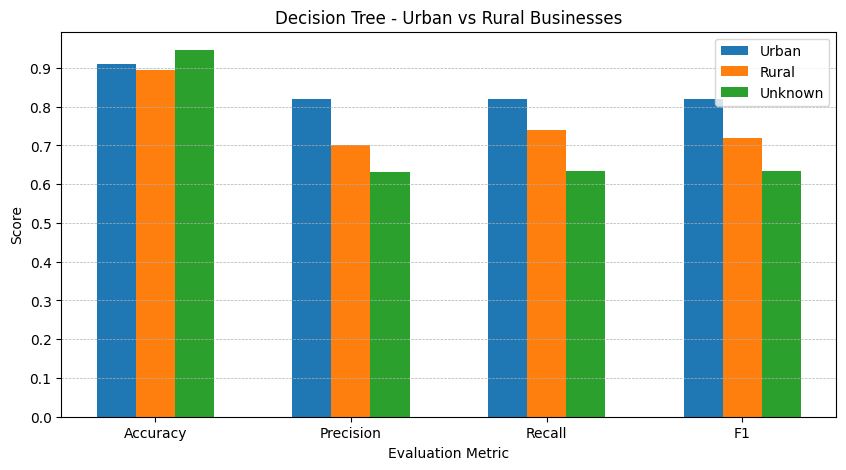 Decision Tree - Urban vs Rural Businesses
Urban
Rural
Unknown
Score
0.9
0.8
0.7
0.6
0.5
0.4
0.3
0.2
0.1
0.0
Accuracy
Precision
Recall
F1
Evaluation Metric